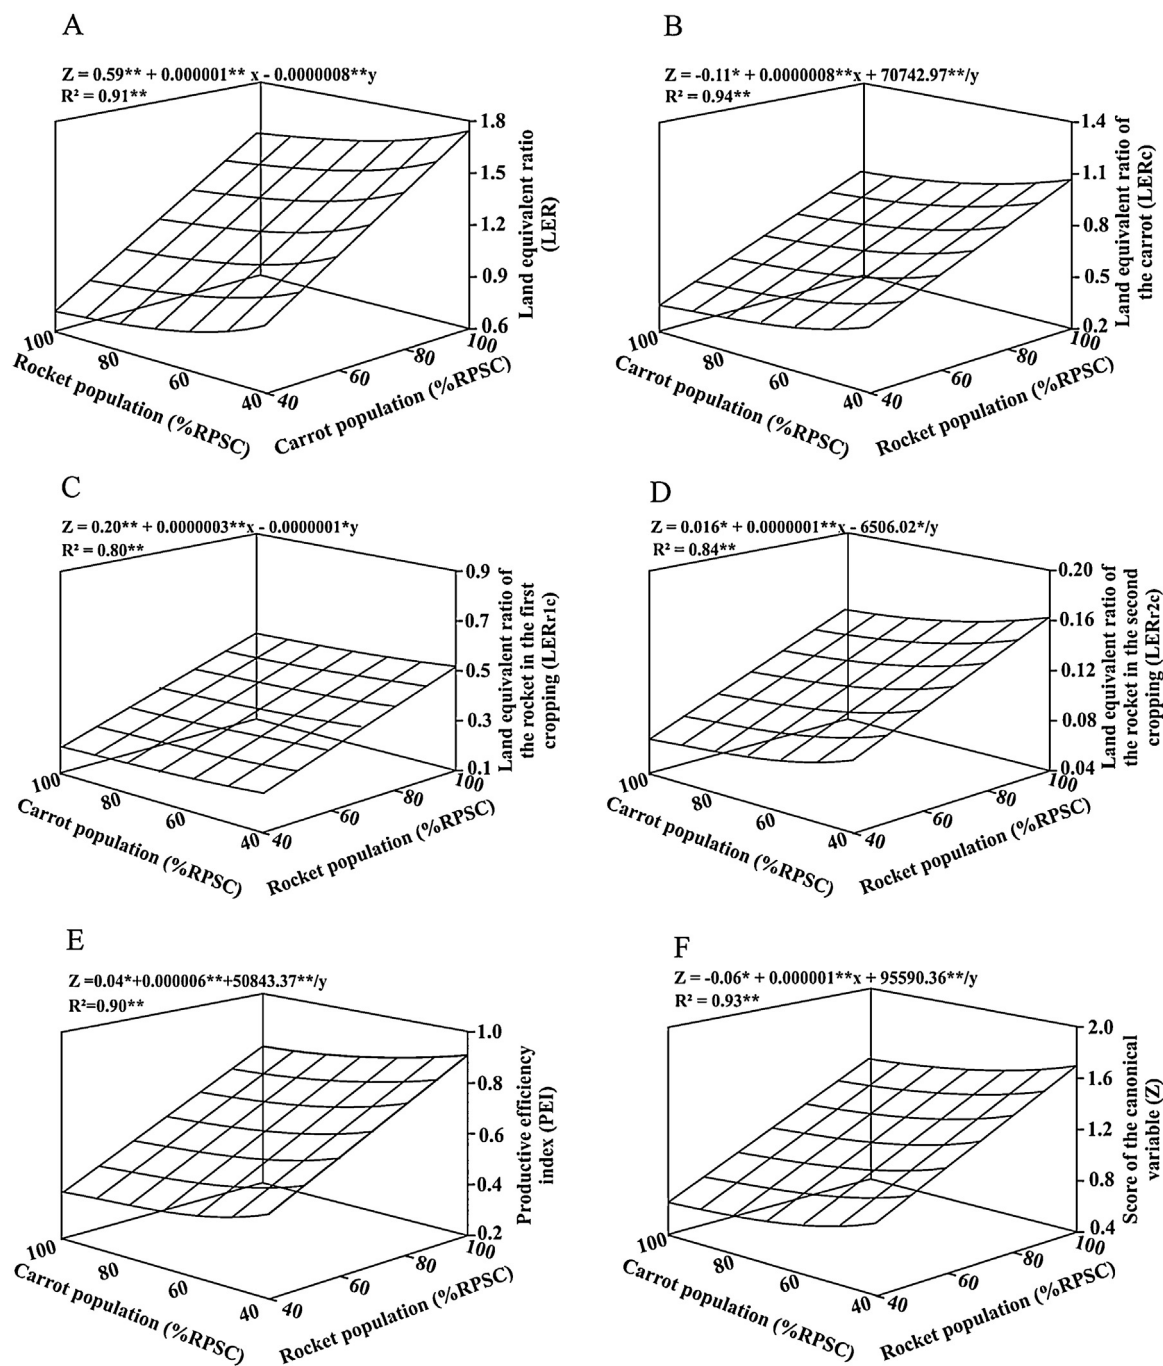 A
Z = 0.59** + 0.000001** x - 0.0000008**y
R² = 0.91**
1.8
1.5
1.2
0.9
0.6
Land equivalent ratio
(LER)
100
80
60
40
Rocket population (%RPSC)
40
60
80
100
Carrot population (%RPSC)
B
Z = -0.11* + 0.0000008**x + 70742.97**/y
R² = 0.94**
1.4
1.1
0.8
0.5
0.2
Land equivalent ratio of
the carrot (LERc)
100
80
60
40
Carrot population (%RPSC)
40
60
80
100
Rocket population (%RPSC)
C
Z = 0.20** + 0.0000003**x - 0.0000001*y
R² = 0.80**
0.9
0.7
0.5
0.3
0.1
Land equivalent ratio of
the rocket in the first
cropping (LERr1c)
100
80
60
40
Carrot population (%RPSC)
40
60
80
100
Rocket population (%RPSC)
D
Z = 0.016* + 0.0000001**x - 6506.02*/y
R² = 0.84**
0.20
0.16
0.12
0.08
0.04
Land equivalent ratio of
the rocket in the second
cropping (LERr2c)
100
80
60
40
Carrot population (%RPSC)
40
60
80
100
Rocket population (%RPSC)
E
Z =0.04*+0.000006**+50843.37**/y
R²=0.90**
1.0
0.8
0.6
0.4
0.2
Productive efficiency
index (PEI)
100
80
60
40
Carrot population (%RPSC)
40
60
80
100
Rocket population (%RPSC)
F
Z = -0.06* + 0.000001**x + 95590.36**/y
R² = 0.93**
2.0
1.6
1.2
0.8
0.4
Score of the canonical
variable (Z)
100
80
60
40
Carrot population (%RPSC)
40
60
80
100
Rocket population (%RPSC)